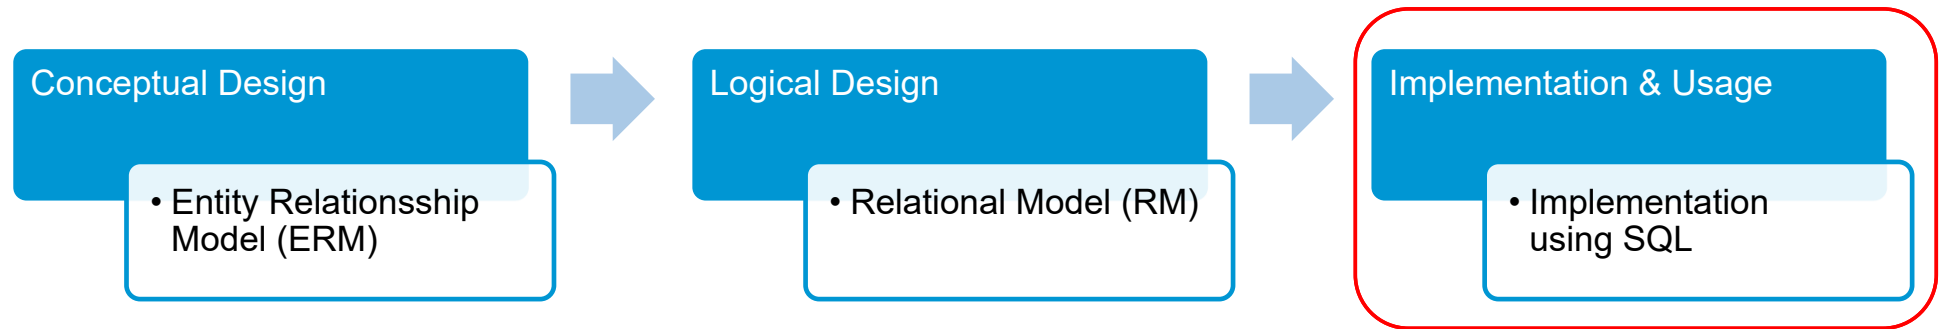 Conceptual Design
• Entity Relationsship
Model (ERM)
Logical Design
• Relational Model (RM)
Implementation & Usage
• Implementation
using SQL